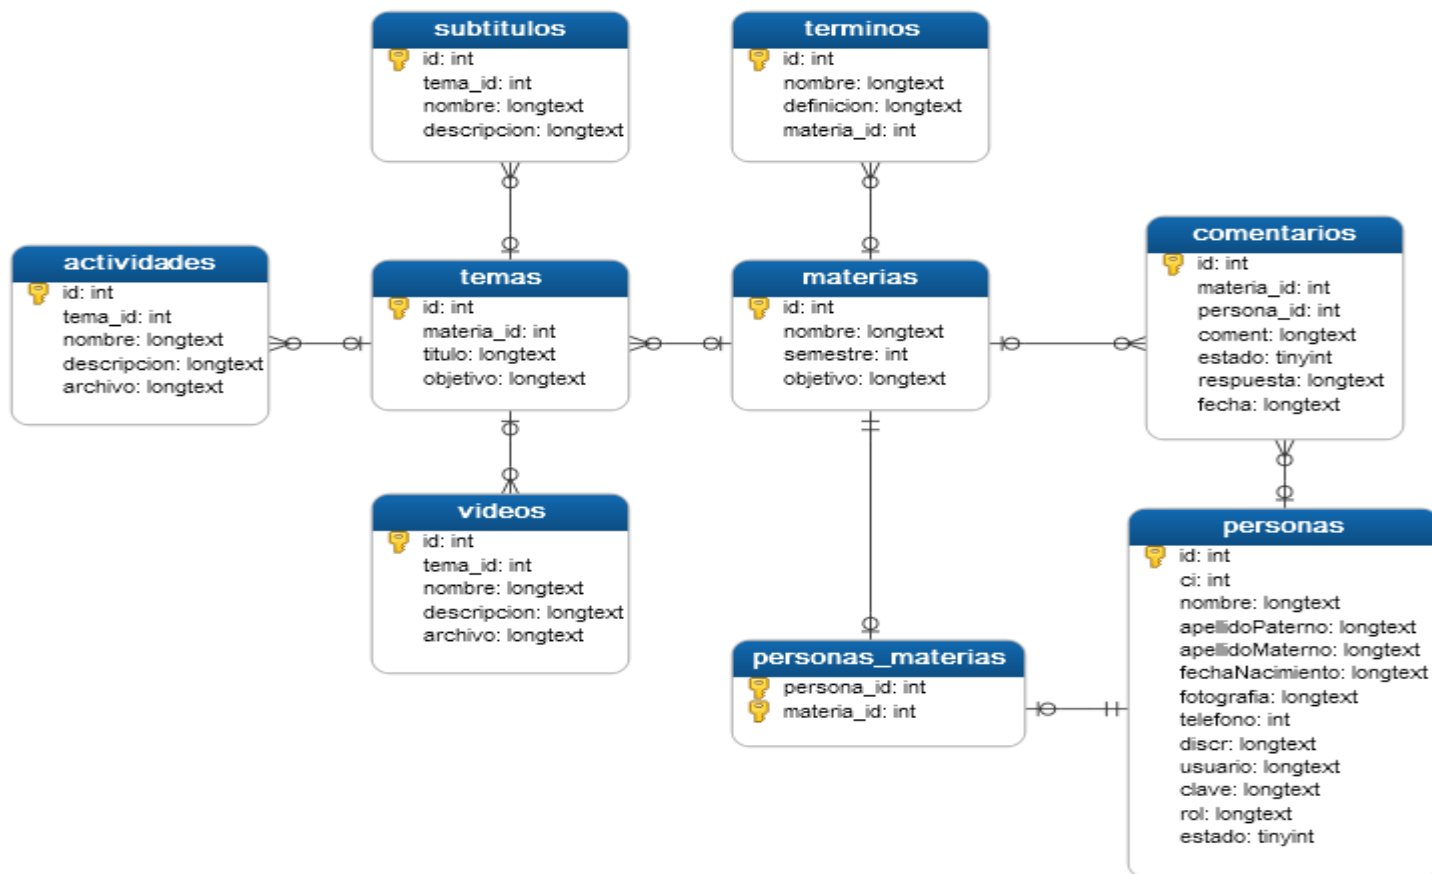 subtitulos
id: int
tema_id: int
nombre: longtext
descripcion: longtext
terminos
id: int
nombre: longtext
definicion: longtext
materia_id: int
actividades
id: int
tema_id: int
nombre: longtext
descripcion: longtext
archivo: longtext
temas
id: int
materia_id: int
titulo: longtext
objetivo: longtext
materias
id: int
nombre: longtext
semestre: int
objetivo: longtext
comentarios
id: int
materia_id: int
persona_id: int
coment: longtext
estado: tinyint
respuesta: longtext
fecha: longtext
videos
id: int
tema_id: int
nombre: longtext
descripcion: longtext
archivo: longtext
personas_materias
persona_id: int
materia_id: int
personas
id: int
ci: int
nombre: longtext
apellidoPaterno: longtext
apellidoMaterno: longtext
fechaNacimiento: longtext
fotografia: longtext
telefono: int
discr: longtext
usuario: longtext
clave: longtext
rol: longtext
estado: tinyint